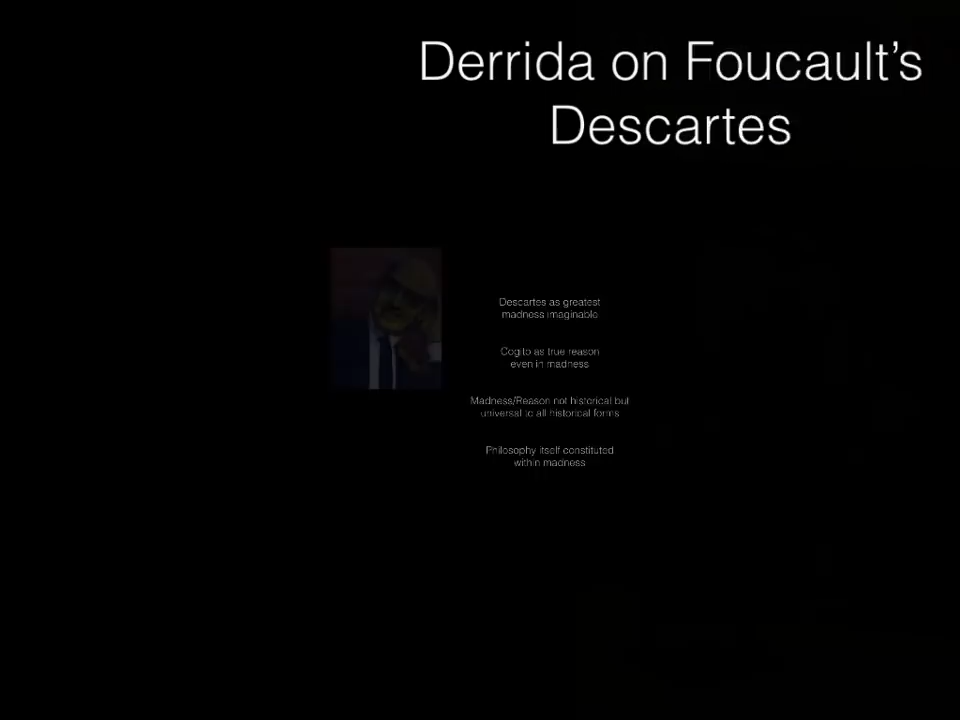 Derrida on Foucault’s
Descartes
Descartes as greatest
madness imaginable
Cogito as true reason
even in madness
Madness/Reason not historical but
universal to all historical forms
Philosophy itself constituted
within madness